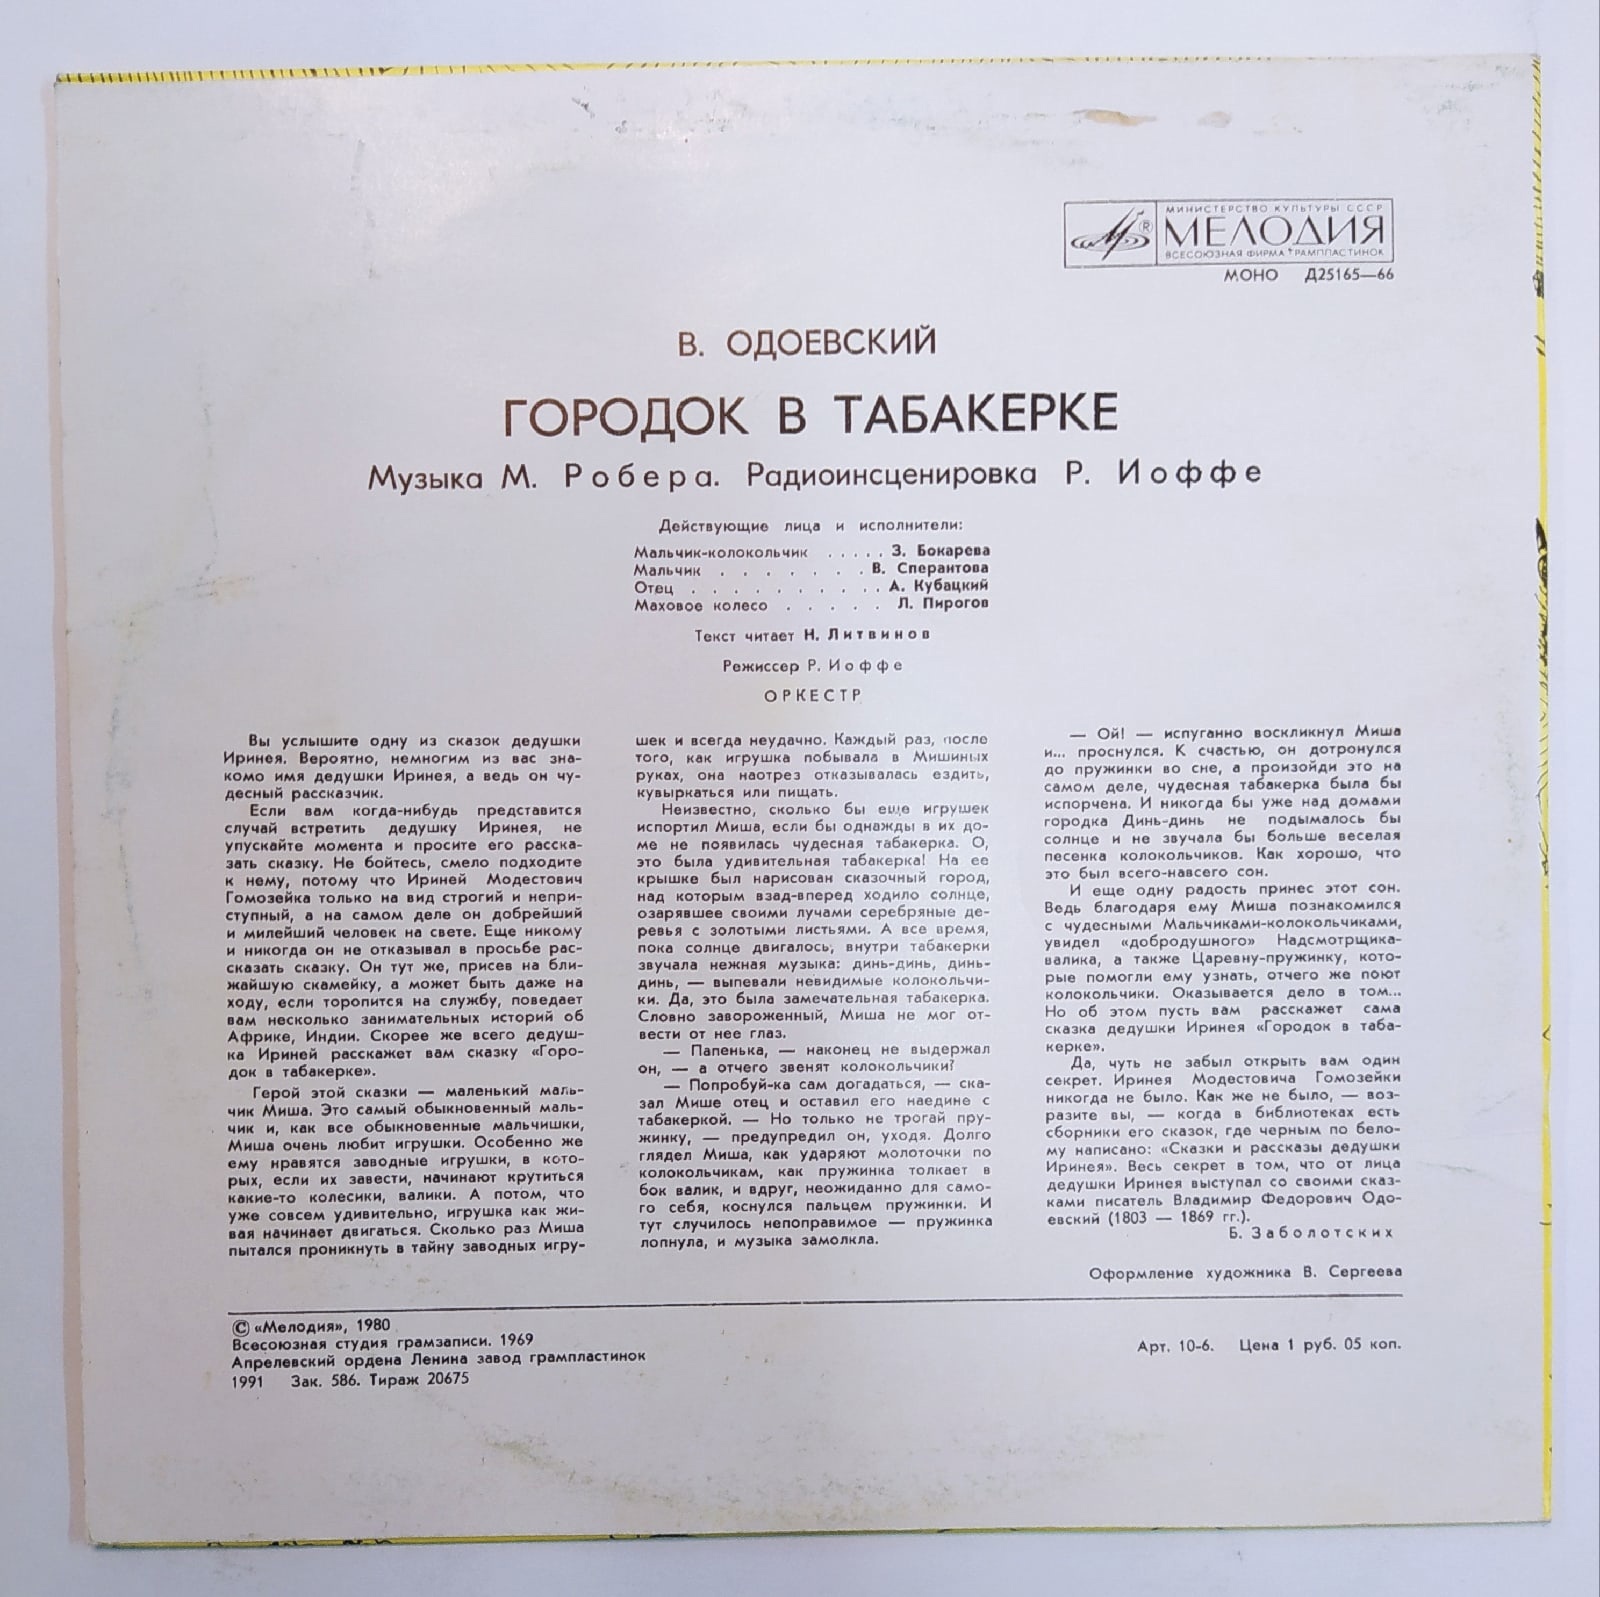 МИНИСТЕРСТВО КУЛЬТУРЫ СССР
МЕЛОДИЯ
ВСЕСОЮЗНАЯ ФИРМА ГРАМПЛАСТИНОК
МОНО Д25165—66
В. ОДОЕВСКИЙ
ГОРОДОК В ТАБАКЕРКЕ
Музыка М. Робера. Радиоинсценировка Р. Иоффе
Действующие лица и исполнители:
Мальчик-колокольчик . . . . . З. Бокарева
Мальчик . . . . . . . В. Сперантова
Отец . . . . . . . . . . А. Кубацкий
Маховое колесо . . . . . Л. Пирогов
Текст читает Н. Литвинов
Режиссер Р. Иоффе
ОРКЕСТР
Вы услышите одну из сказок дедушки
Иринея. Вероятно, немногим из вас зна-
комо имя дедушки Иринея, а ведь он чу-
десный рассказчик.
Если вам когда-нибудь представится
случай встретить дедушку Иринея, не
упускайте момента и просите его расска-
зать сказку. Не бойтесь, смело подходите
к нему, потому что Ириней Модестович
Гомозейка только на вид строгий и непри-
ступный, а на самом деле он добрейший
и милейший человек на свете. Еще никому
и никогда он не отказывал в просьбе рас-
сказать сказку. Он тут же, присев на бли-
жайшую скамейку, а может быть даже на
ходу, если торопится на службу, поведает
вам несколько занимательных историй об
Африке, Индии. Скорее же всего дедуш-
ка Ириней расскажет вам сказку «Горо-
док в табакерке».
Герой этой сказки — маленький маль-
чик Миша. Это самый обыкновенный маль-
чик и, как все обыкновенные мальчишки,
Миша очень любит игрушки. Особенно же
ему нравятся заводные игрушки, в кото-
рых, если их завести, начинают крутиться
какие-то колесики, валики. А потом, что
уже совсем удивительно, игрушка как жи-
вая начинает двигаться. Сколько раз Миша
пытался проникнуть в тайну заводных игру-
шек и всегда неудачно. Каждый раз, после
того, как игрушка побывала в Мишиных
руках, она наотрез отказывалась ездить,
кувыркаться или пищать.
Неизвестно, сколько бы еще игрушек
испортил Миша, если бы однажды в их до-
ме не появилась чудесная табакерка. О,
это была удивительная табакерка! На ее
крышке был нарисован сказочный город,
над которым взад-вперед ходило солнце,
озарявшее своими лучами серебряные де-
ревья с золотыми листьями. А все время,
пока солнце двигалось, внутри табакерки
звучала нежная музыка: динь-динь, динь-
динь, — выпевали невидимые колокольчи-
ки. Да, это была замечательная табакерка.
Словно завороженный, Миша не мог от-
вести от нее глаз.
— Папенька, — наконец не выдержал
он, — а отчего звенят колокольчики?
— Попробуй-ка сам догадаться, — ска-
зал Мише отец и оставил его наедине с
табакеркой. — Но только не трогай пру-
жинку, — предупредил он, уходя. Долго
глядел Миша, как ударяют молоточки по
колокольчикам, как пружинка толкает в
бок валик, и вдруг, неожиданно для само-
го себя, коснулся пальцем пружинки. И
тут случилось непоправимое — пружинка
лопнула, и музыка замолкла.
— Ой! — испуганно воскликнул Миша
и... проснулся. К счастью, он дотронулся
до пружинки во сне, а произойди это на
самом деле, чудесная табакерка была бы
испорчена. И никогда бы уже над домами
городка Динь-динь не подымалось бы
солнце и не звучала бы больше веселая
песенка колокольчиков. Как хорошо, что
это был всего-навсего сон.
И еще одну радость принес этот сон.
Ведь благодаря ему Миша познакомился
с чудесными Мальчиками-колокольчиками,
увидел «добродушного» Надсмотрщика-
валика, а также Царевну-пружинку, кото-
рые помогли ему узнать, отчего же поют
колокольчики. Оказывается дело в том...
Но об этом пусть вам расскажет сама
сказка дедушки Иринея «Городок в таба-
керке».
Да, чуть не забыл открыть вам один
секрет. Иринея Модестовича Гомозейки
никогда не было. Как же не было, — воз-
разите вы, — когда в библиотеках есть
сборники его сказок, где черным по бело-
му написано: «Сказки и рассказы дедушки
Иринея». Весь секрет в том, что от лица
дедушки Иринея выступал со своими сказ-
ками писатель Владимир Федорович Одо-
евский (1803 — 1869 гг.).
Б. Заболотских
Оформление художника В. Сергеева
© «Мелодия», 1980
Всесоюзная студия грамзаписи. 1969
Апрелевский ордена Ленина завод грампластинок
1991 Зак. 586. Тираж 20675
Арт. 10-6. Цена 1 руб. 05 коп.